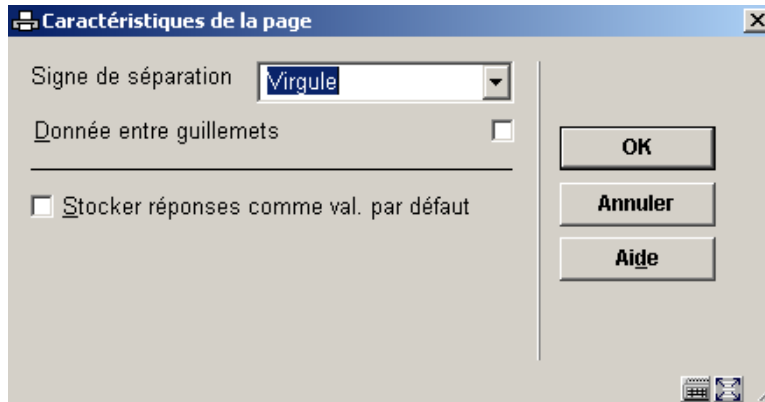 Caractéristiques de la page
Signe de séparation Virgule
Donnée entre guillemets
OK
Stocker réponses comme val. par défaut
Annuler
Aide